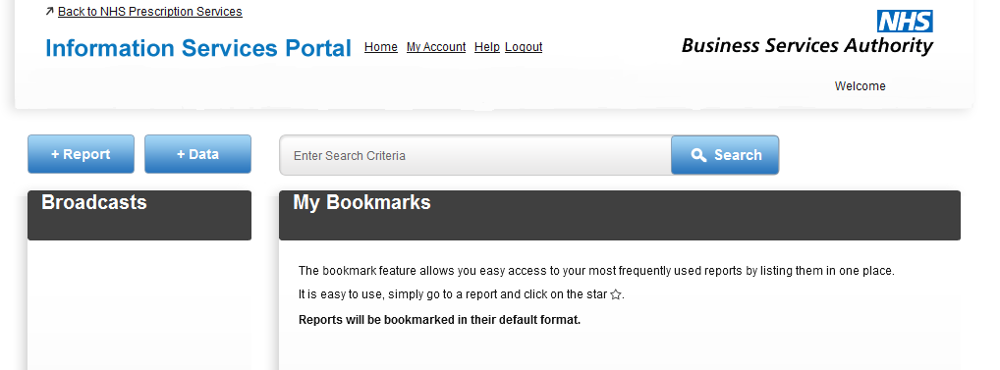 Back to NHS Prescription Services
NHS
Information Services Portal Home My Account Help Logout
Business Services Authority
Welcome
+ Report + Data Enter Search Criteria Search
Broadcasts My Bookmarks
The bookmark feature allows you easy access to your most frequently used reports by listing them in one place.
It is easy to use, simply go to a report and click on the star ☆.
Reports will be bookmarked in their default format.